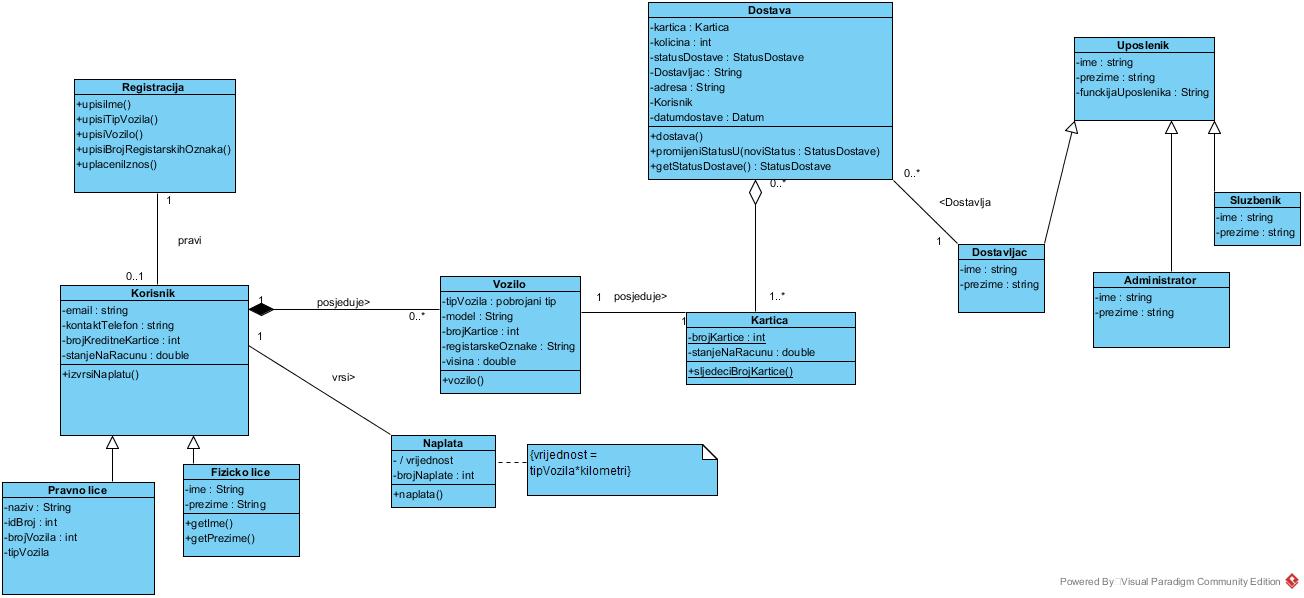 Dostava
-kartica : Kartica
-kolicina : int
-statusDostave : StatusDostave
-Dostavljac : String
-adresa : String
-Korisnik
-datumdostave : Datum
+dostava()
+promijeniStatusU(noviStatus : StatusDostave)
+getStatusDostave() : StatusDostave
Uposlenik
-ime : string
-prezime : string
-funckijaUposlenika : String
Registracija
+upisiIme()
+upisiTipVozila()
+upisiVozilo()
+upisiBrojRegistarskihOznaka()
+uplaceniIznos()
1
pravi
0..1
0..*
0..*
<Dostavlja
1
Sluzbenik
-ime : string
-prezime : string
Dostavljac
-ime : string
-prezime : string
Administrator
-ime : string
-prezime : string
Korisnik
-email : string
-kontaktTelefon : string
-brojKreditneKartice : int
-stanjeNaRacunu : double
+izvrsiNaplatu()
1
posjeduje>
0..*
1
vrsi>
Vozilo
-tipVozila : pobrojani tip
-model : String
-brojKartice : int
-registarskeOznake : String
-visina : double
+vozilo()
1
posjeduje>
1
1..*
Kartica
-brojKartice : int
-stanjeNaRacunu : double
+sljedeciBrojKartice()
Naplata
- / vrijednost
-brojNaplate : int
+naplata()
{vrijednost =
tipVozila*kilometri}
Pravno lice
-naziv : String
-idBroj : int
-brojVozila : int
-tipVozila
Fizicko lice
-ime : String
-prezime : String
+getIme()
+getPrezime()
Powered By Visual Paradigm Community Edition